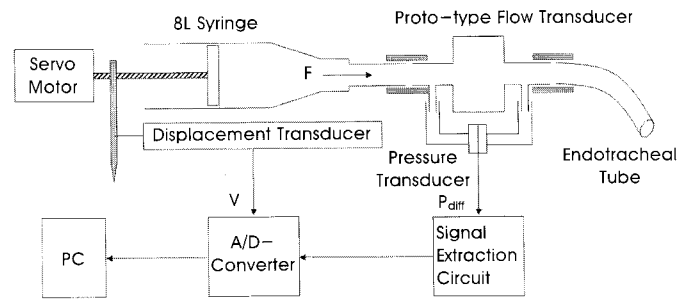 8L Syringe
Proto-type Flow Transducer
Servo
Motor
F
Displacement Transducer
Pressure
Transducer
Endotracheal
Tube
V
Pdiff
PC
A/D-
Converter
Signal
Extraction
Circuit